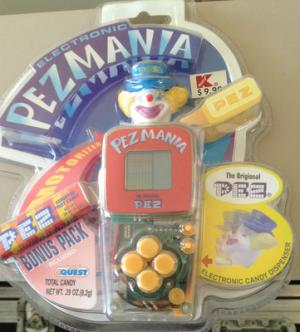 ELECTRONIC
PEZMANIA
K
$9.99
PEZ
MOTORIZED
PEZMANIA
PEZ
The Original
PEZ
PEZ
BONUS PACK
QUEST
TOTAL CANDY
NET WT. .29 OZ.(8.2g)
ELECTRONIC CANDY DISPENSER